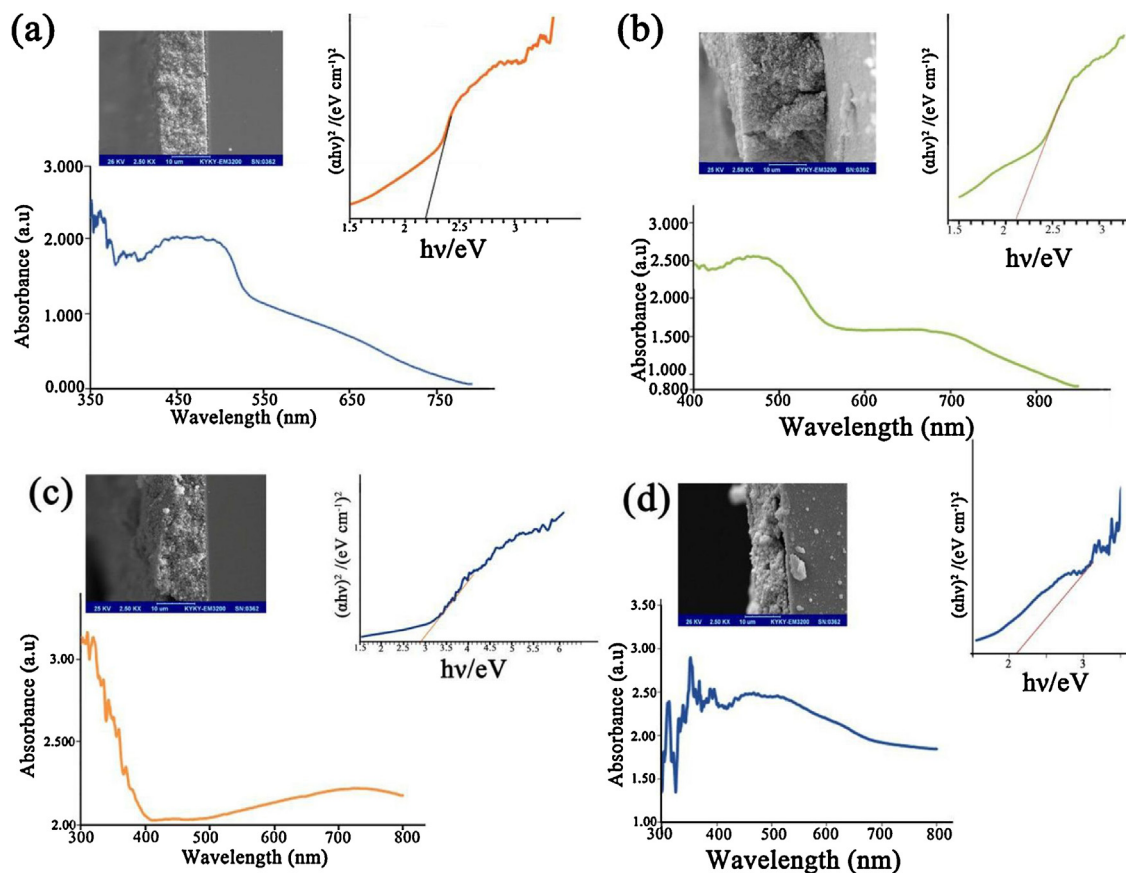 (a)
26 KV 2.50 KX 10 um KYKY-EM3200 SN:0362
(αhν)² /(eV cm⁻¹)²
1.5 2.5 3
hν/eV
Absorbance (a.u)
3.000
2.000
1.000
0.000
350 450 550 650 750
Wavelength (nm)
(b)
25 KV 2.50 KX 10 um KYKY-EM3200 SN:0362
(αhν)² /(eV cm⁻¹)²
1.5 2 2.5 3
hν/eV
Absorbance (a.u)
3.000
2.500
2.000
1.500
1.000
0.800
400 500 600 700 800
Wavelength (nm)
(c)
25 KV 2.50 KX 10 um KYKY-EM3200 SN:0362
(αhν)² /(eV cm⁻¹)²
1.5 2 2.5 3 3.5 4 4.5 5 5.5 6
hν/eV
Absorbance (a.u)
3.00
2.500
2.00
300 400 500 600 700 800
Wavelength (nm)
(d)
26 KV 2.50 KX 10 um KYKY-EM3200 SN:0362
(αhν)² /(eV cm⁻¹)²
2 3
hν/eV
Absorbance (a.u)
3.50
3.00
2.50
2.00
1.50
1.00
300 400 500 600 700 800
Wavelength (nm)